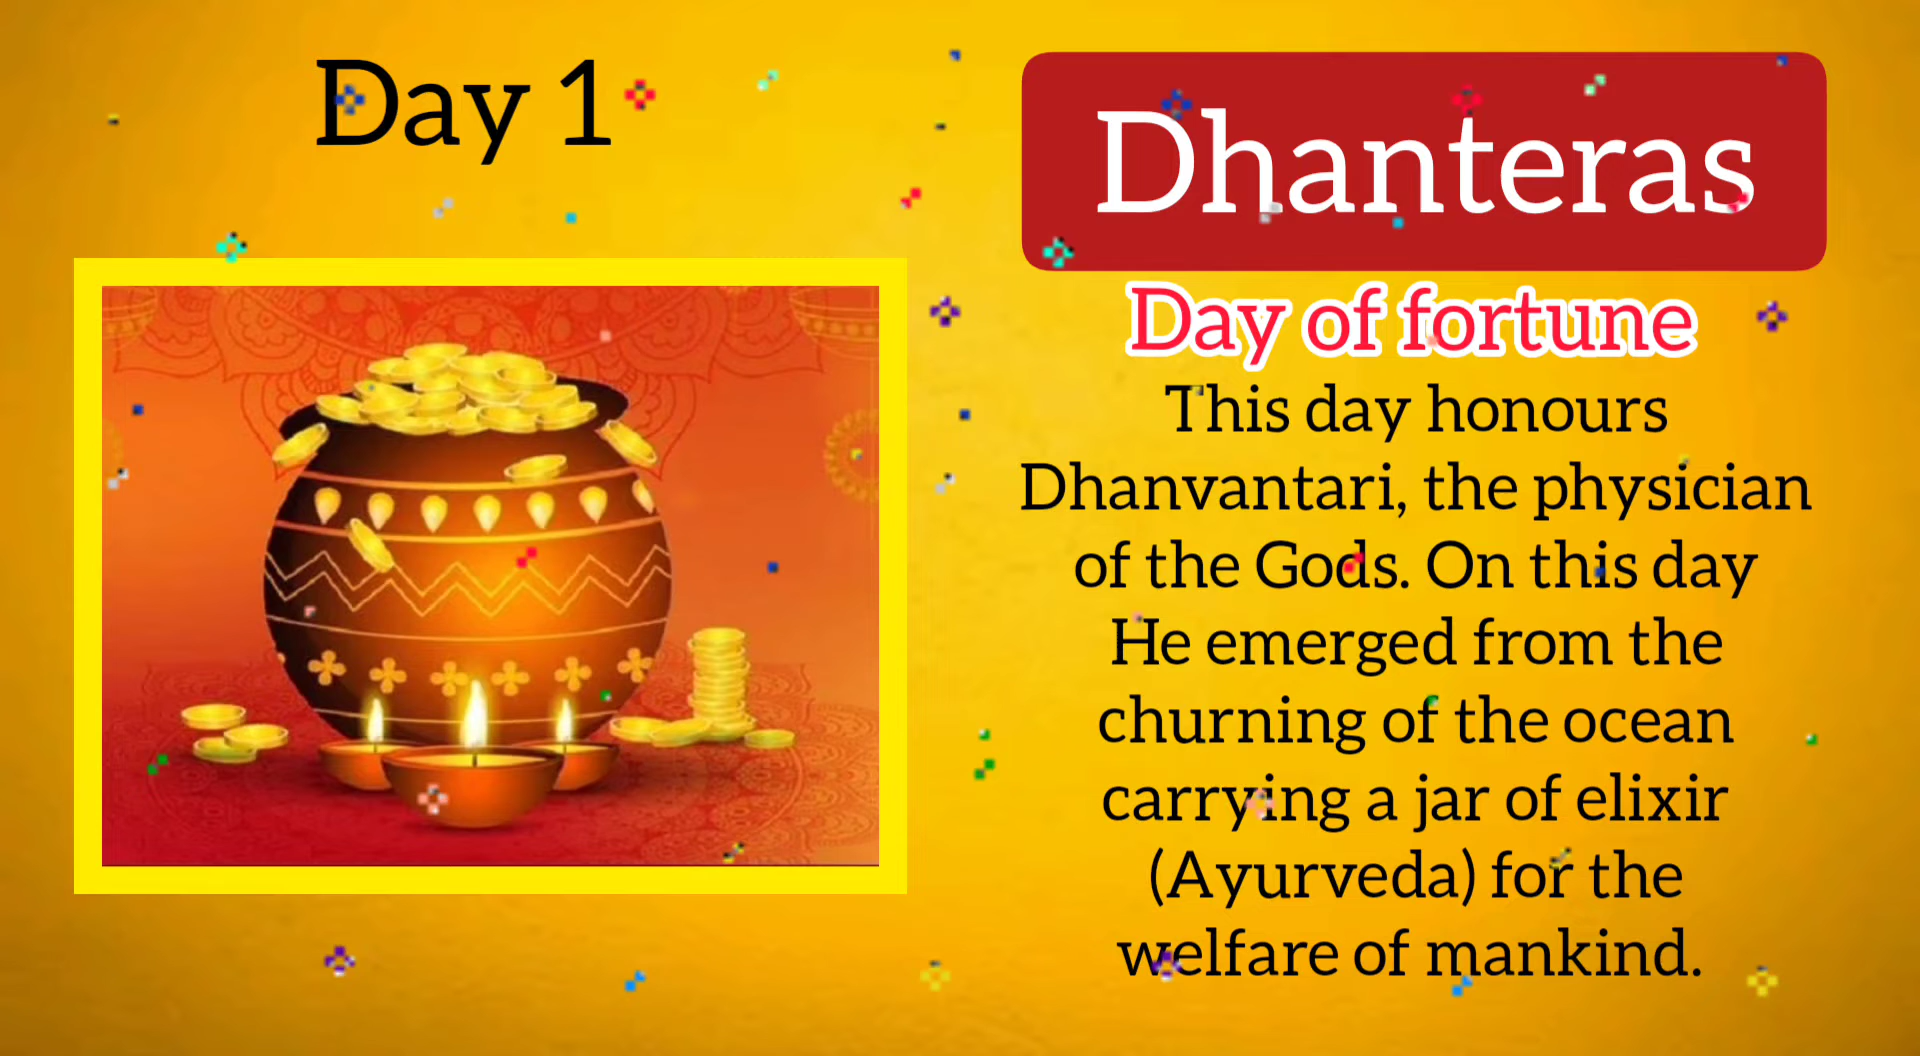 Day 1
Dhanteras
Day of fortune
This day honours
Dhanvantari, the physician
of the Gods. On this day
He emerged from the
churning of the ocean
carrying a jar of elixir
(Ayurveda) for the
welfare of mankind.